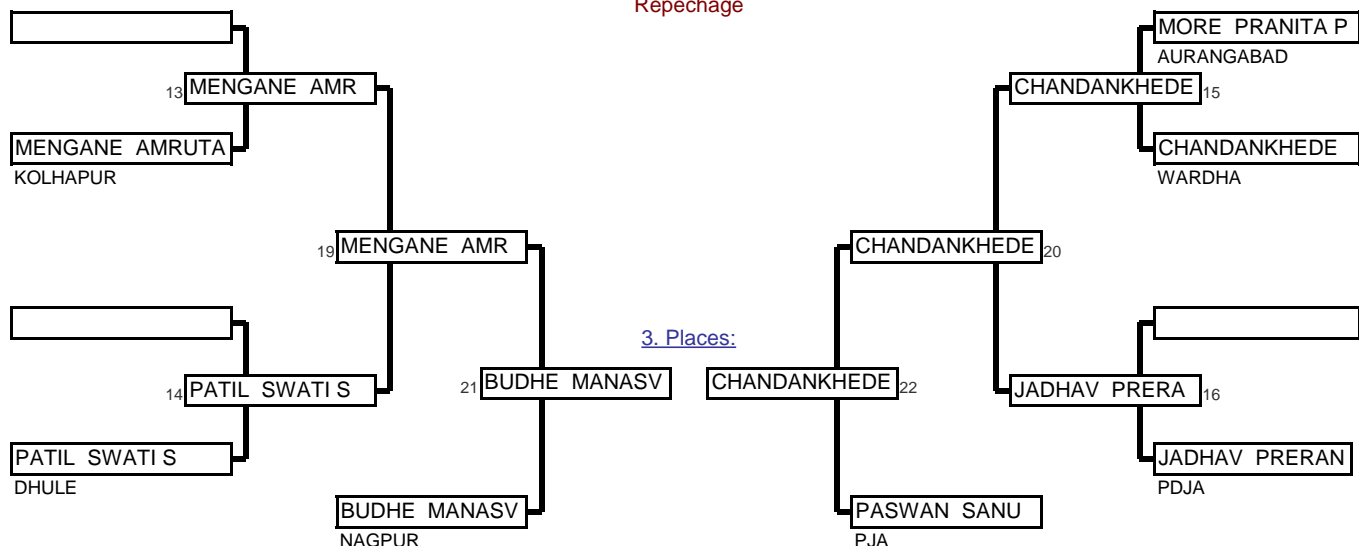 Repechage
MORE PRANITA P
AURANGABAD
13 MENGANE AMR
CHANDANKHEDE 15
MENGANE AMRUTA
KOLHAPUR
CHANDANKHEDE
WARDHA
19 MENGANE AMR
CHANDANKHEDE 20
3. Places:
14 PATIL SWATI S
21 BUDHE MANASV
CHANDANKHEDE 22
JADHAV PRERA 16
PATIL SWATI S
DHULE
JADHAV PRERAN
PDJA
BUDHE MANASV
NAGPUR
PASWAN SANU
PJA